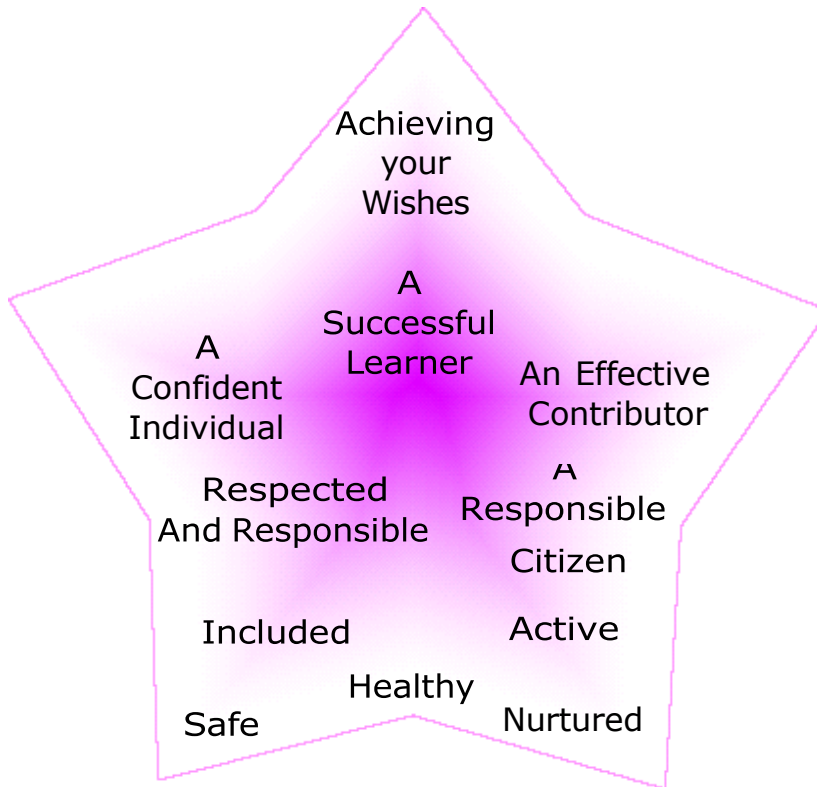 Achieving
your
Wishes
A
Successful
Learner
A
Confident
Individual
An Effective
Contributor
Respected
And Responsible
A
Responsible
Citizen
Included
Active
Healthy
Safe
Nurtured